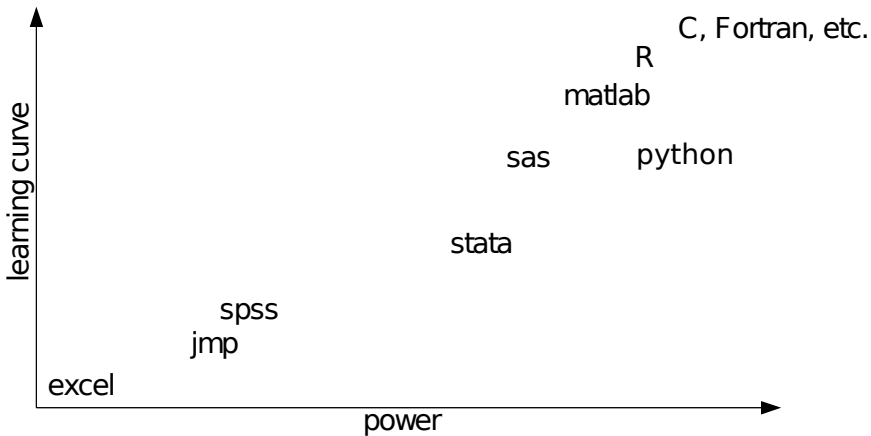 C, Fortran, etc.
R
matlab
learning curve
sas
python
stata
spss
jmp
excel
power